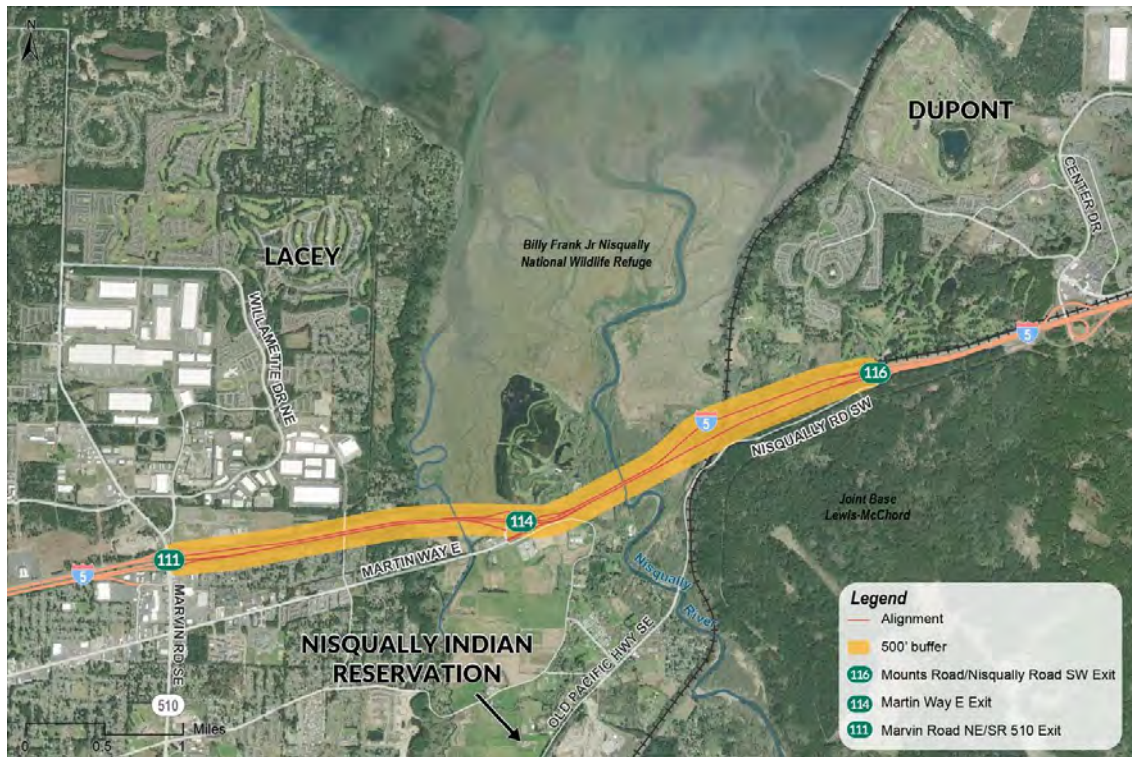 N
DUPONT
CENTER DR.
LACEY
Billy Frank Jr Nisqually
National Wildlife Refuge
WILLAMETTE DR NE
5
116
5
NISQUALLY RD SW
Joint Base
Lewis-McChord
114
111
5
MARTIN WAY E
MARVIN RD SE
Nisqually
River
NISQUALLY INDIAN
RESERVATION
OLD PACIFIC HWY SE
510
Miles
0 0.5 1
Legend
Alignment
500' buffer
116 Mounts Road/Nisqually Road SW Exit
114 Martin Way E Exit
111 Marvin Road NE/SR 510 Exit